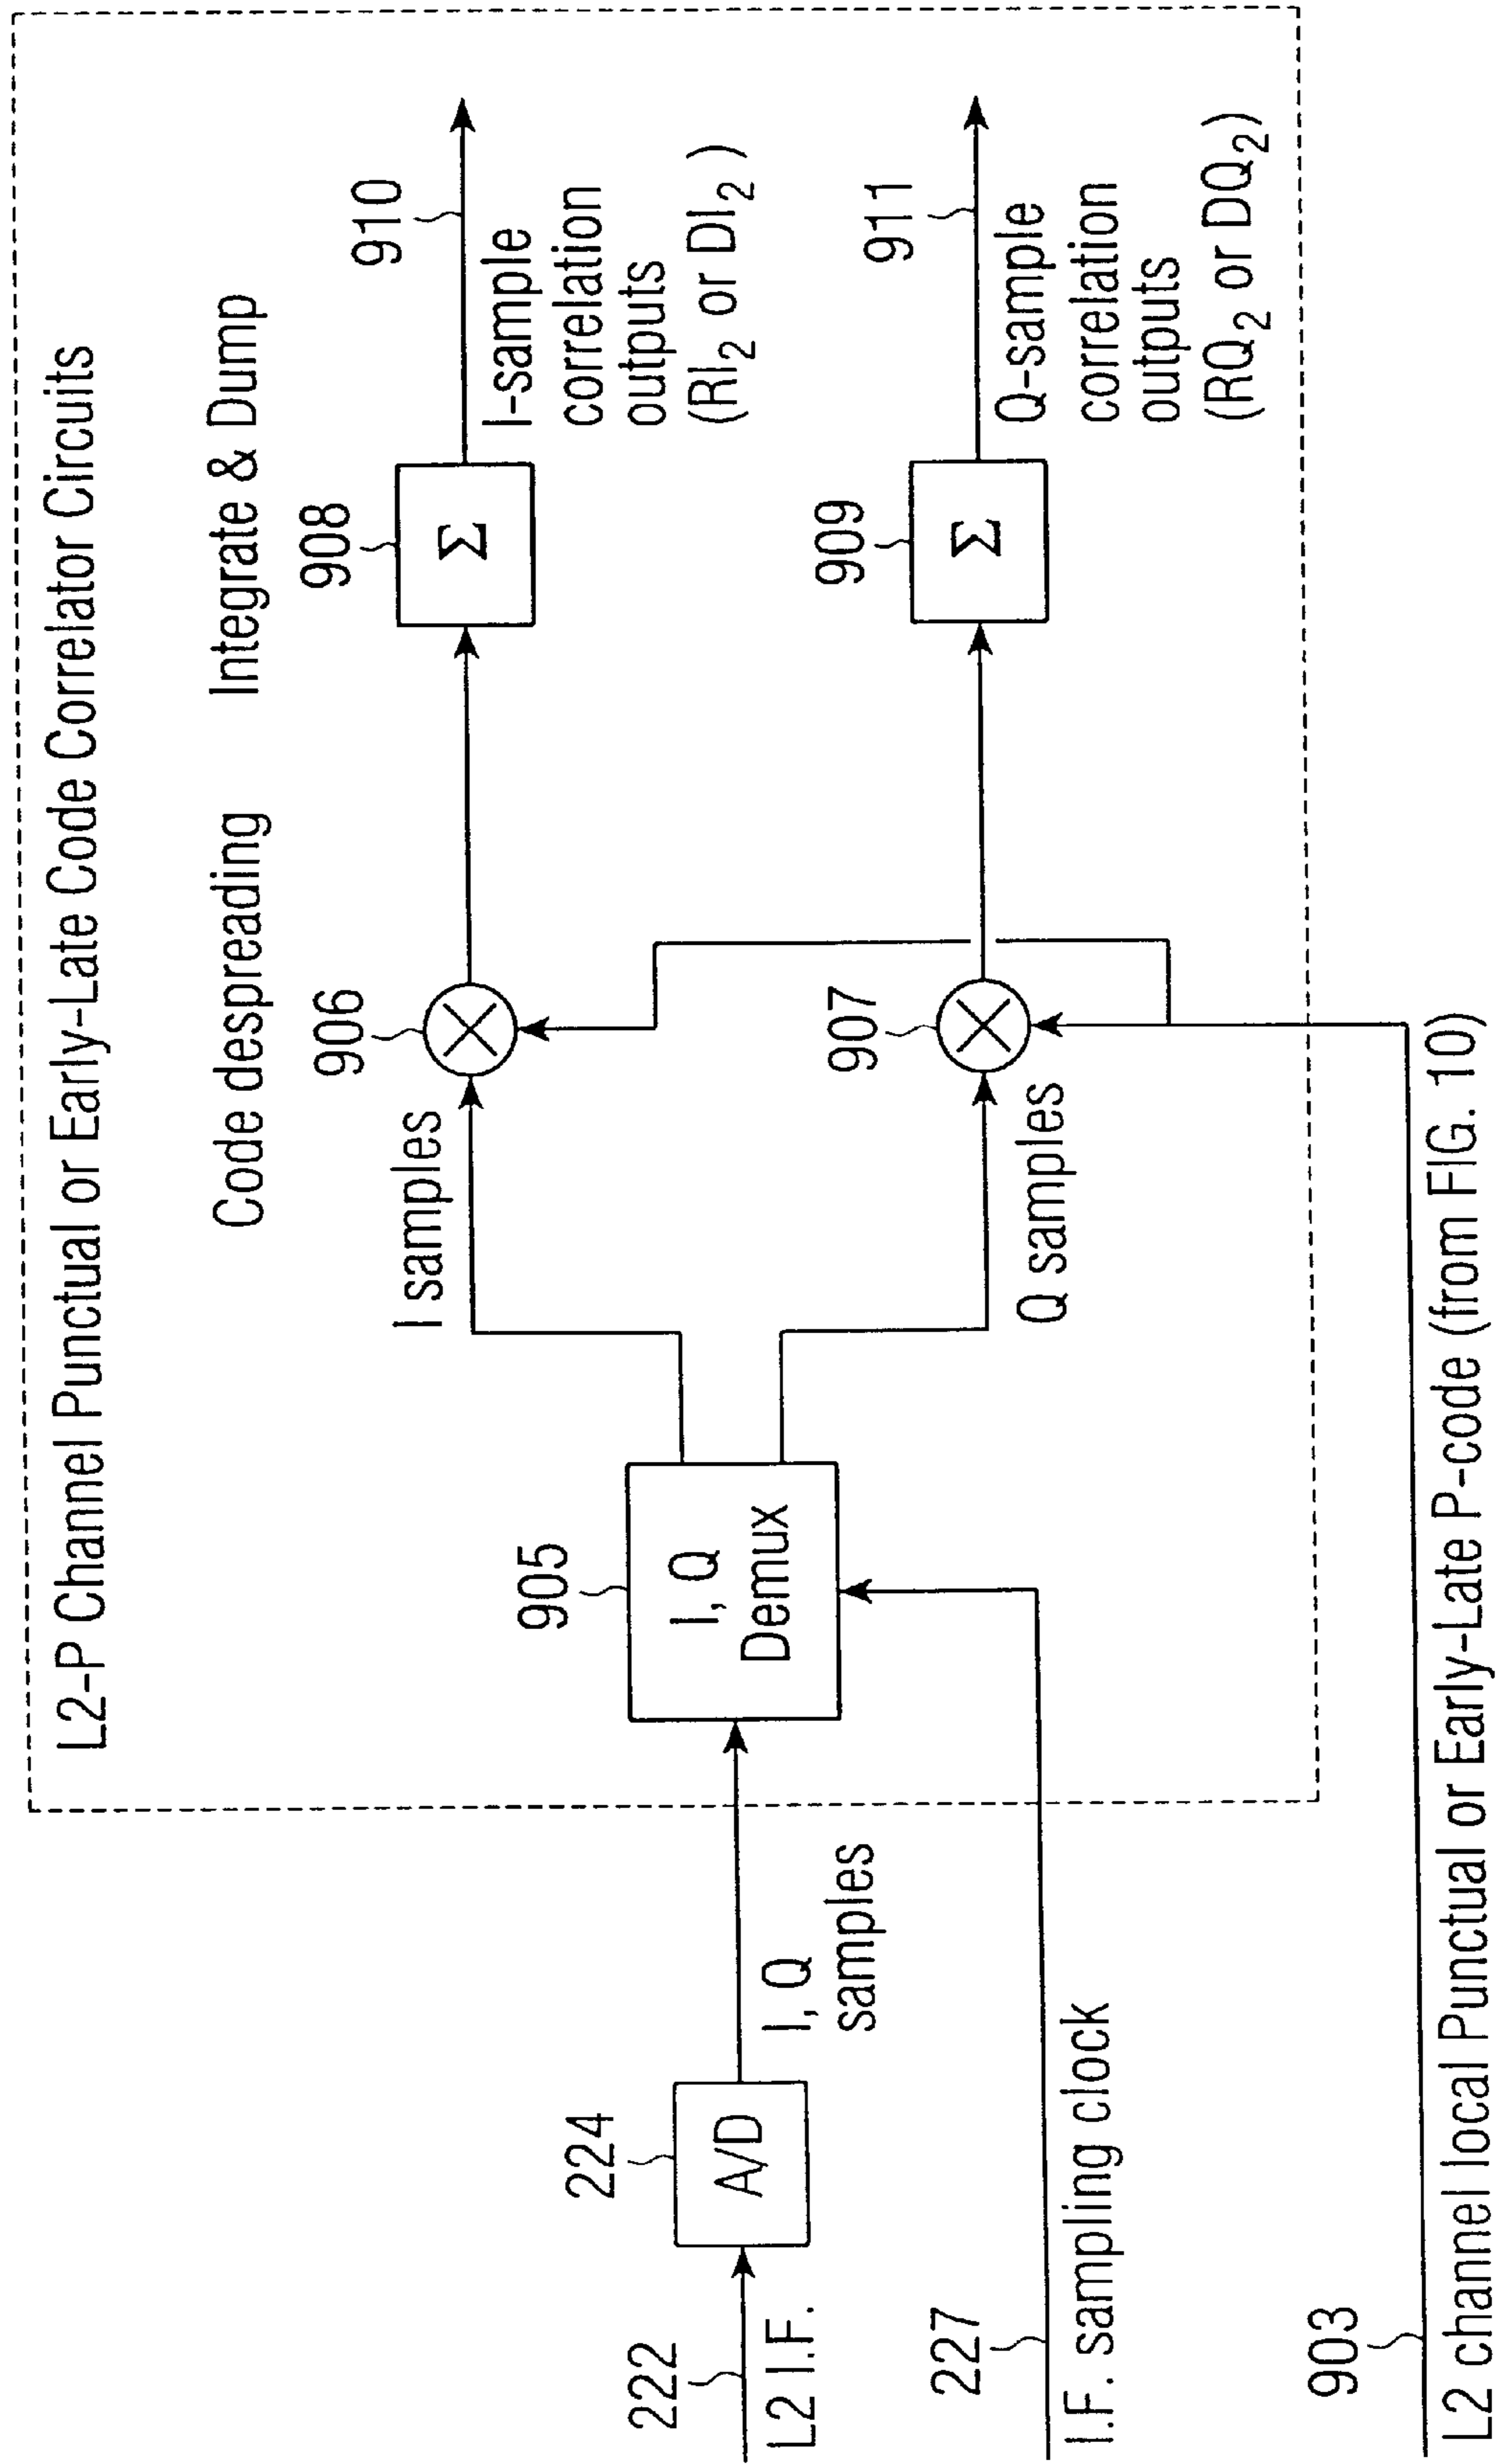 L2-P Channel Punctual or Early-Late Code Correlator Circuits
Code despreading
Integrate & Dump
906
908
910
I samples
Σ
I-sample
correlation
outputs
(RI₂ or DI₂ )
222
L2 I.F.
224
A/D
I, Q
samples
905
I, Q
Demux
907
909
911
Q samples
Σ
Q-sample
correlation
outputs
(RQ₂ or DQ₂)
227
I.F. sampling clock
903
L2 channel local Punctual or Early-Late P-code (from FIG. 10)